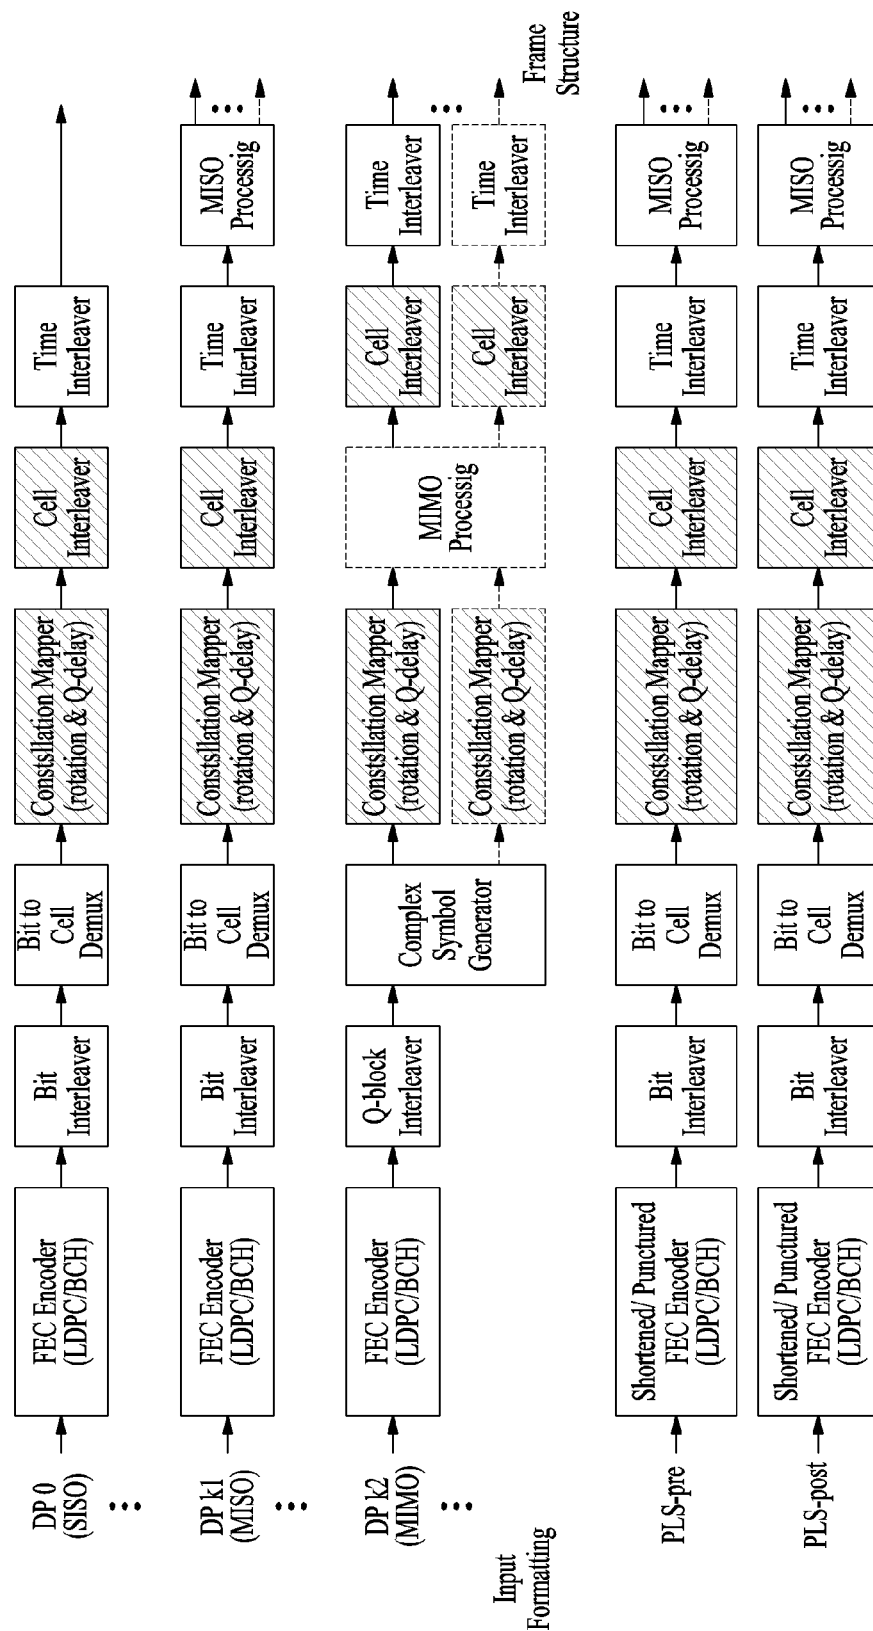 Input
Formatting
DP 0
(SISO)
FEC Encoder
(LDPC/BCH)
Bit
Interleaver
Bit to
Cell
Demux
Constsllation Mapper
(rotation & Q-delay)
Cell
Interleaver
Time
Interleaver
DP k1
(MISO)
FEC Encoder
(LDPC/BCH)
Bit
Interleaver
Bit to
Cell
Demux
Constsllation Mapper
(rotation & Q-delay)
Cell
Interleaver
Time
Interleaver
MISO
Processig
DP k2
(MIMO)
FEC Encoder
(LDPC/BCH)
Q-block
Interleaver
Complex
Symbol
Generator
Constsllation Mapper
(rotation & Q-delay)
Constsllation Mapper
(rotation & Q-delay)
MIMO
Processig
Cell
Interleaver
Cell
Interleaver
Time
Interleaver
Time
Interleaver
Frame
Structure
PLS-pre
Shortened/ Punctured
FEC Encoder
(LDPC/BCH)
Bit
Interleaver
Bit to
Cell
Demux
Constsllation Mapper
(rotation & Q-delay)
Cell
Interleaver
Time
Interleaver
MISO
Processig
PLS-post
Shortened/ Punctured
FEC Encoder
(LDPC/BCH)
Bit
Interleaver
Bit to
Cell
Demux
Constsllation Mapper
(rotation & Q-delay)
Cell
Interleaver
Time
Interleaver
MISO
Processig